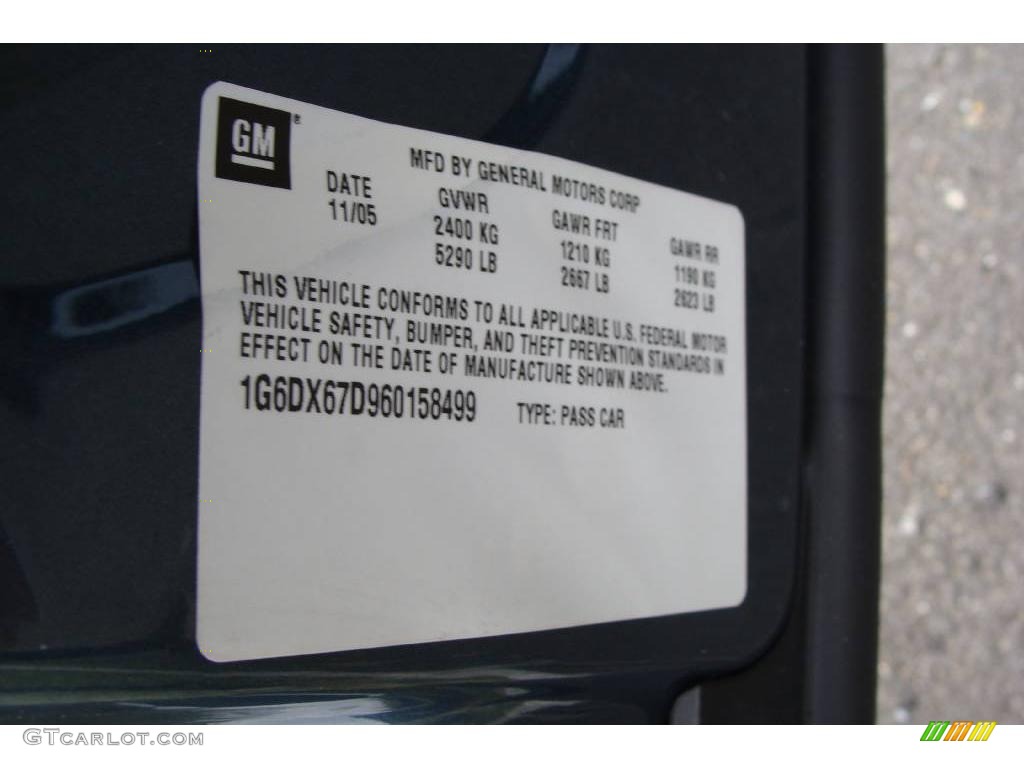 GM®
MFD BY GENERAL MOTORS CORP
DATE GVWR GAWR FRT GAWR RR
11/05 2400 KG 1210 KG 1190 KG
5290 LB 2667 LB 2623 LB
THIS VEHICLE CONFORMS TO ALL APPLICABLE U.S. FEDERAL MOTOR
VEHICLE SAFETY, BUMPER, AND THEFT PREVENTION STANDARDS IN
EFFECT ON THE DATE OF MANUFACTURE SHOWN ABOVE.
1G6DX67D960158499 TYPE: PASS CAR
GTCARLOT.COM